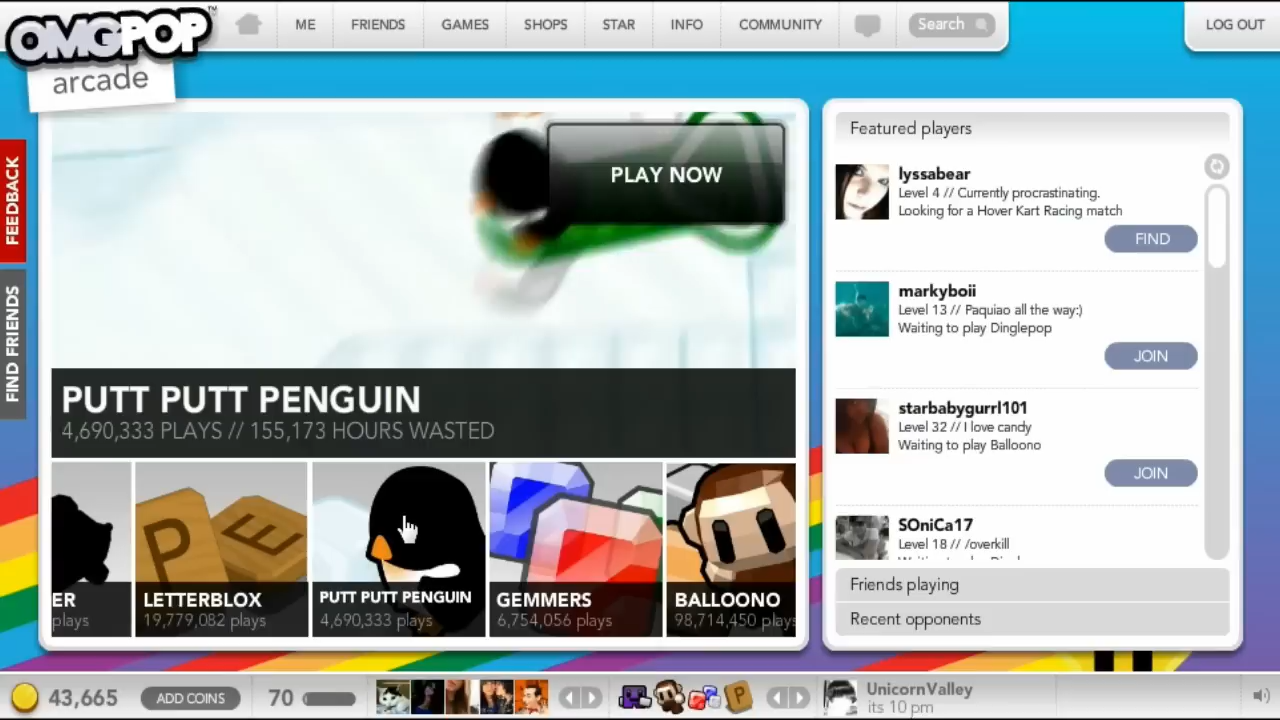 OMGPOP™
arcade
ME
FRIENDS
GAMES
SHOPS
STAR
INFO
COMMUNITY
Search
LOG OUT
FEEDBACK
FIND FRIENDS
PLAY NOW
PUTT PUTT PENGUIN
4,690,333 PLAYS // 155,173 HOURS WASTED
ER
plays
P E
LETTERBLOX
19,779,082 plays
PUTT PUTT PENGUIN
4,690,333 plays
GEMMERS
6,754,056 plays
BALLOONO
98,714,450 plays
Featured players
lyssabear
Level 4 // Currently procrastinating.
Looking for a Hover Kart Racing match
FIND
markyboii
Level 13 // Paquiao all the way:)
Waiting to play Dinglepop
JOIN
starbabygurrl101
Level 32 // I love candy
Waiting to play Balloono
JOIN
SOniCa17
Level 18 // /overkill
Friends playing
Recent opponents
43,665
ADD COINS
70
P
UnicornValley
its 10 pm